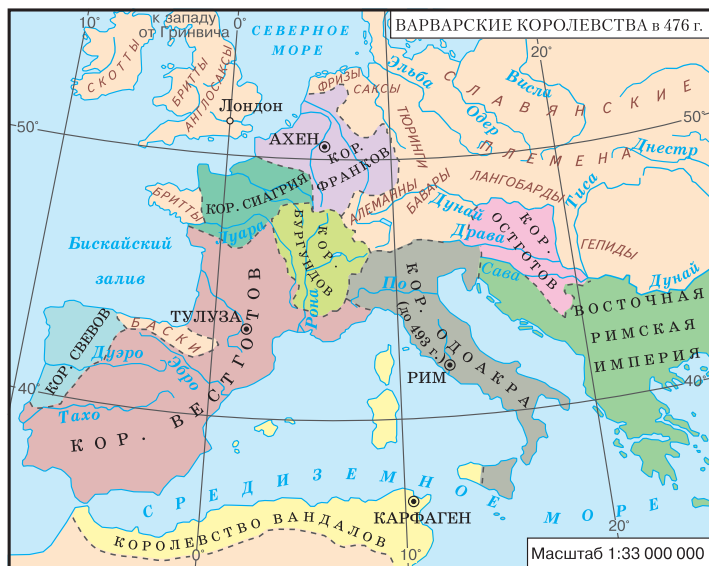 ВАРВАРСКИЕ КОРОЛЕВСТВА в 476 г.
к западу
от Гринвича
0°
10°
20°
СЕВЕРНОЕ
МОРЕ
СКОТТЫ
БРИТТЫ
АНГЛОСАКСЫ
Лондон
ФРИЗЫ
САКСЫ
Эльба
Висла
Одер
СЛАВЯНСКИЕ
ПЛЕМЕНА
ТЮРИНГИ
50°
50°
Днестр
АХЕН
КОР.
ФРАНКОВ
КОР. СИАГРИЯ
БРИТТЫ
Луара
АЛЕМАНЫ
БАВАРЫ
ЛАНГОБАРДЫ
Тиса
Дунай
Драва
Сава
КОР.
ОСТГОТОВ
ГЕПИДЫ
Дунай
Бискайский
залив
КОР.
БУРГУНДОВ
Рона
По
КОР. ОДОАКРА
(до 493 г.)
ВОСТОЧНАЯ
РИМСКАЯ
ИМПЕРИЯ
ТУЛУЗА
БАСКИ
КОР. СВЕВОВ
Дуэро
Эбро
Тахо
КОР. ВЕСТГОТОВ
РИМ
40°
40°
СРЕДИЗЕМНОЕ МОРЕ
КАРФАГЕН
КОРОЛЕВСТВО ВАНДАЛОВ
0°
10°
20°
Масштаб 1:33 000 000